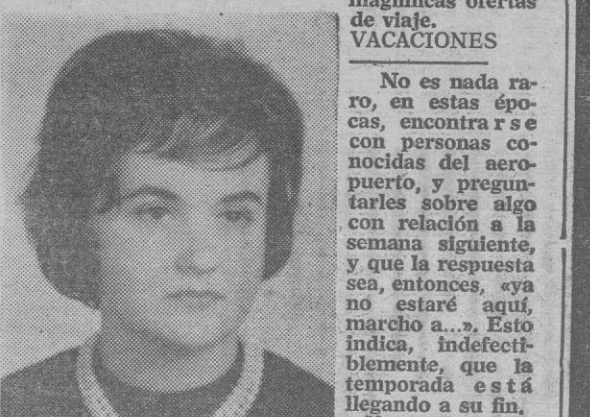 magníficas ofertas
de viaje.
VACACIONES
No es nada ra-
ro, en estas épo-
cas, encontrarse
con personas co-
nocidas del aero-
puerto, y pregun-
tarles sobre algo
con relación a la
semana siguiente,
y que la respuesta
sea, entonces, «ya
no estaré aquí,
marcho a...». Esto
indica, indefecti-
blemente, que la
temporada está
llegando a su fin,